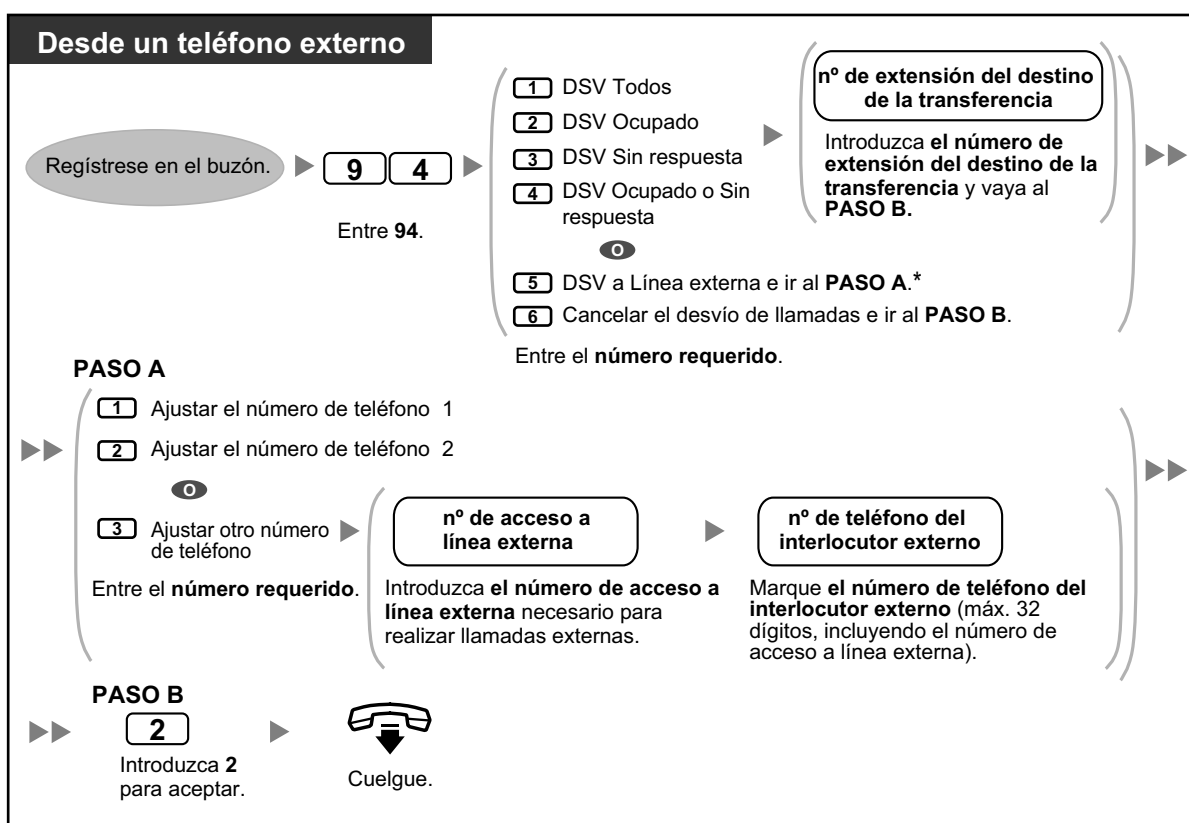 Desde un teléfono externo
Regístrese en el buzón.
9 4
Entre 94.
1 DSV Todos
2 DSV Ocupado
3 DSV Sin respuesta
4 DSV Ocupado o Sin
respuesta
O
5 DSV a Línea externa e ir al PASO A.*
6 Cancelar el desvío de llamadas e ir al PASO B.
Entre el número requerido.
nº de extensión del destino
de la transferencia
Introduzca el número de
extensión del destino de la
transferencia y vaya al
PASO B.
PASO A
1 Ajustar el número de teléfono 1
2 Ajustar el número de teléfono 2
O
3 Ajustar otro número
de teléfono
Entre el número requerido.
nº de acceso a
línea externa
Introduzca el número de acceso a
línea externa necesario para
realizar llamadas externas.
nº de teléfono del
interlocutor externo
Marque el número de teléfono del
interlocutor externo (máx. 32
dígitos, incluyendo el número de
acceso a línea externa).
PASO B
2
Introduzca 2
para aceptar.
Cuelgue.